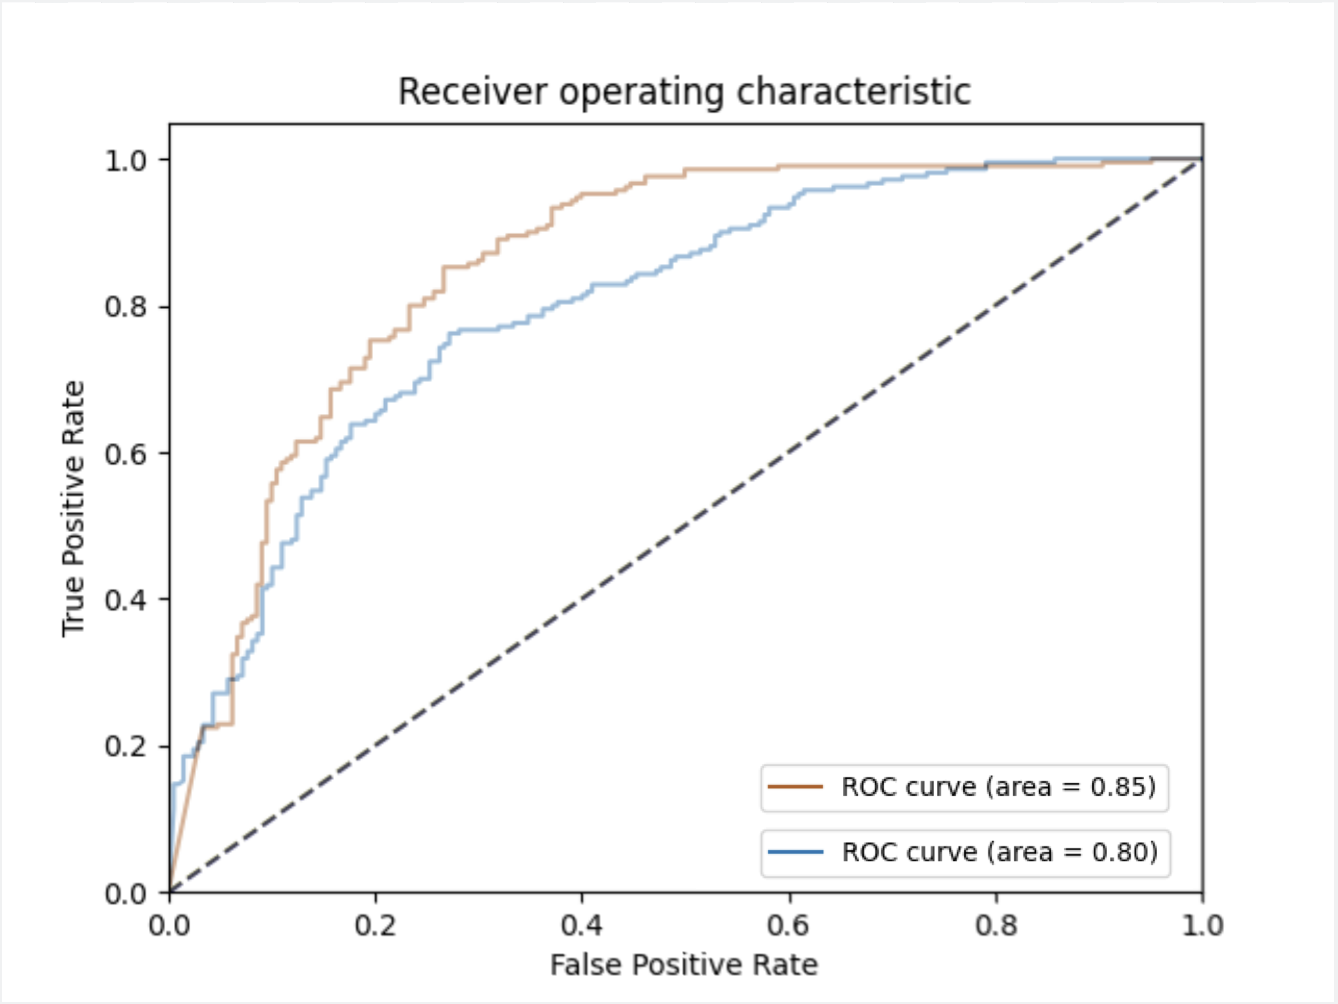 Receiver operating characteristic
True Positive Rate
1.0
0.8
0.6
0.4
0.2
0.0
ROC curve (area = 0.85)
ROC curve (area = 0.80)
0.0 0.2 0.4 0.6 0.8 1.0
False Positive Rate